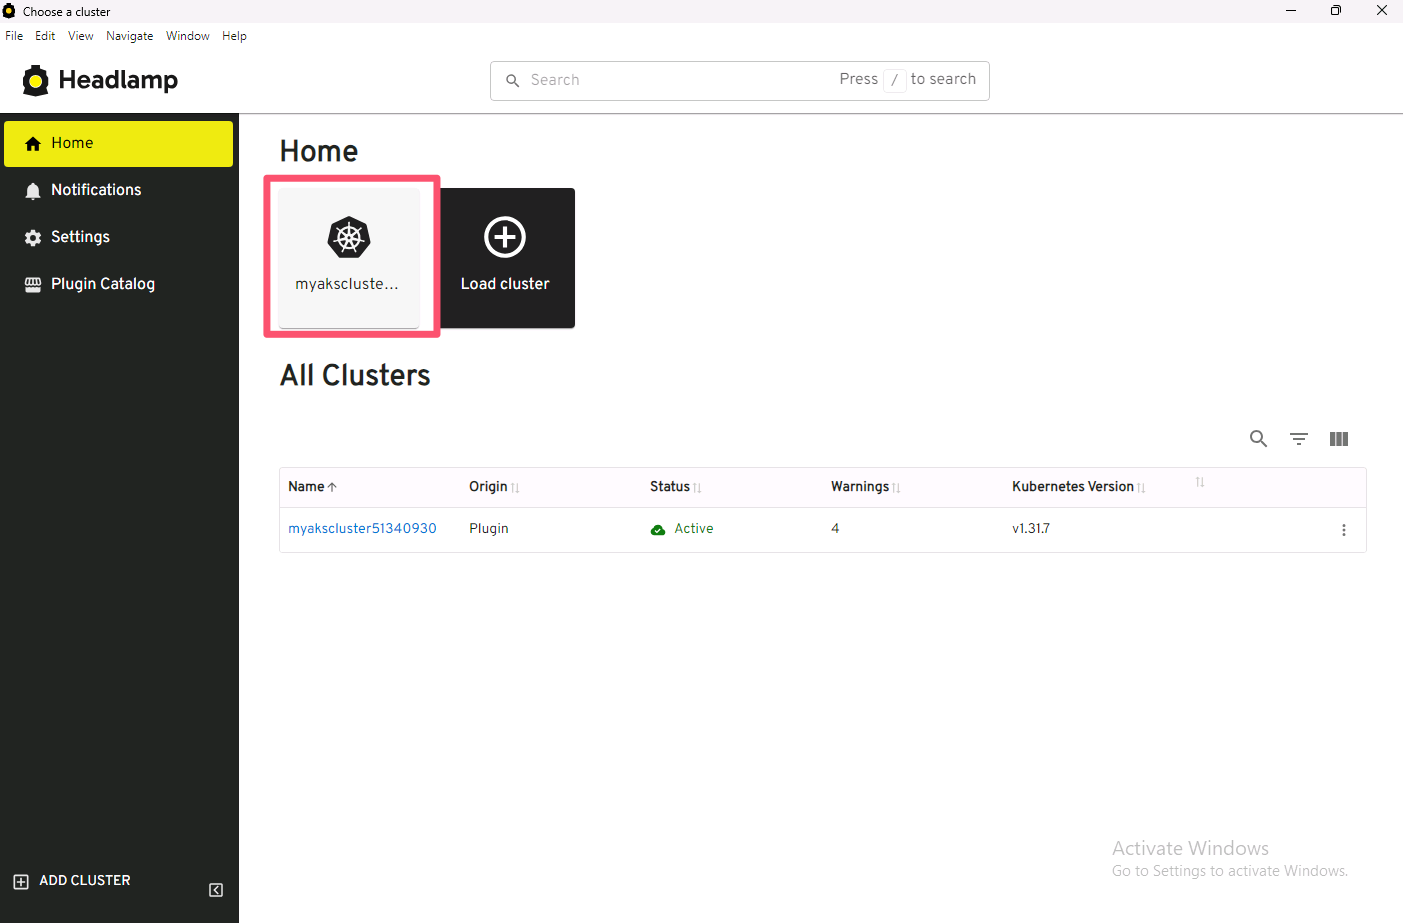 Choose a cluster
File Edit View Navigate Window Help
Headlamp
Search Press / to search
Home
Notifications
Settings
Plugin Catalog
ADD CLUSTER
Home
myakscluste...
Load cluster
All Clusters
Name Origin Status Warnings Kubernetes Version
myakscluster51340930 Plugin Active 4 v1.31.7
Activate Windows
Go to Settings to activate Windows.